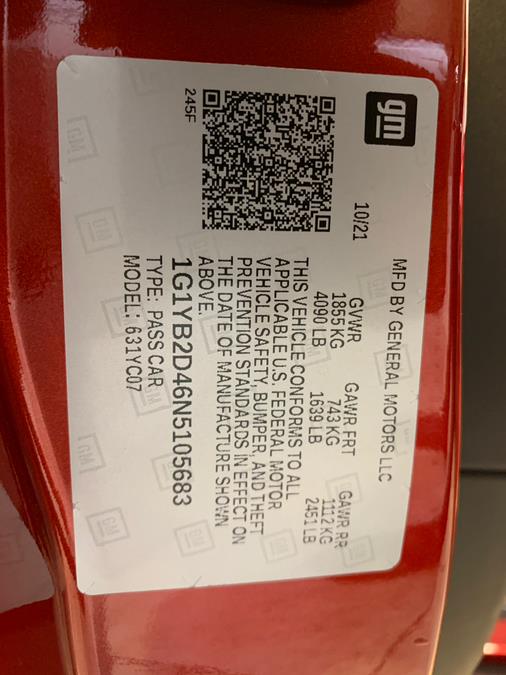 gm
MFD BY GENERAL MOTORS LLC
10/21
GVWR GAWR FRT GAWR RR
1855 KG 743 KG 1112 KG
4090 LB 1639 LB 2451 LB
THIS VEHICLE CONFORMS TO ALL
APPLICABLE U.S. FEDERAL MOTOR
VEHICLE SAFETY, BUMPER, AND THEFT
PREVENTION STANDARDS IN EFFECT ON
THE DATE OF MANUFACTURE SHOWN
ABOVE.
1G1YB2D46N5105683
TYPE: PASS CAR
MODEL: 631YC07
245F